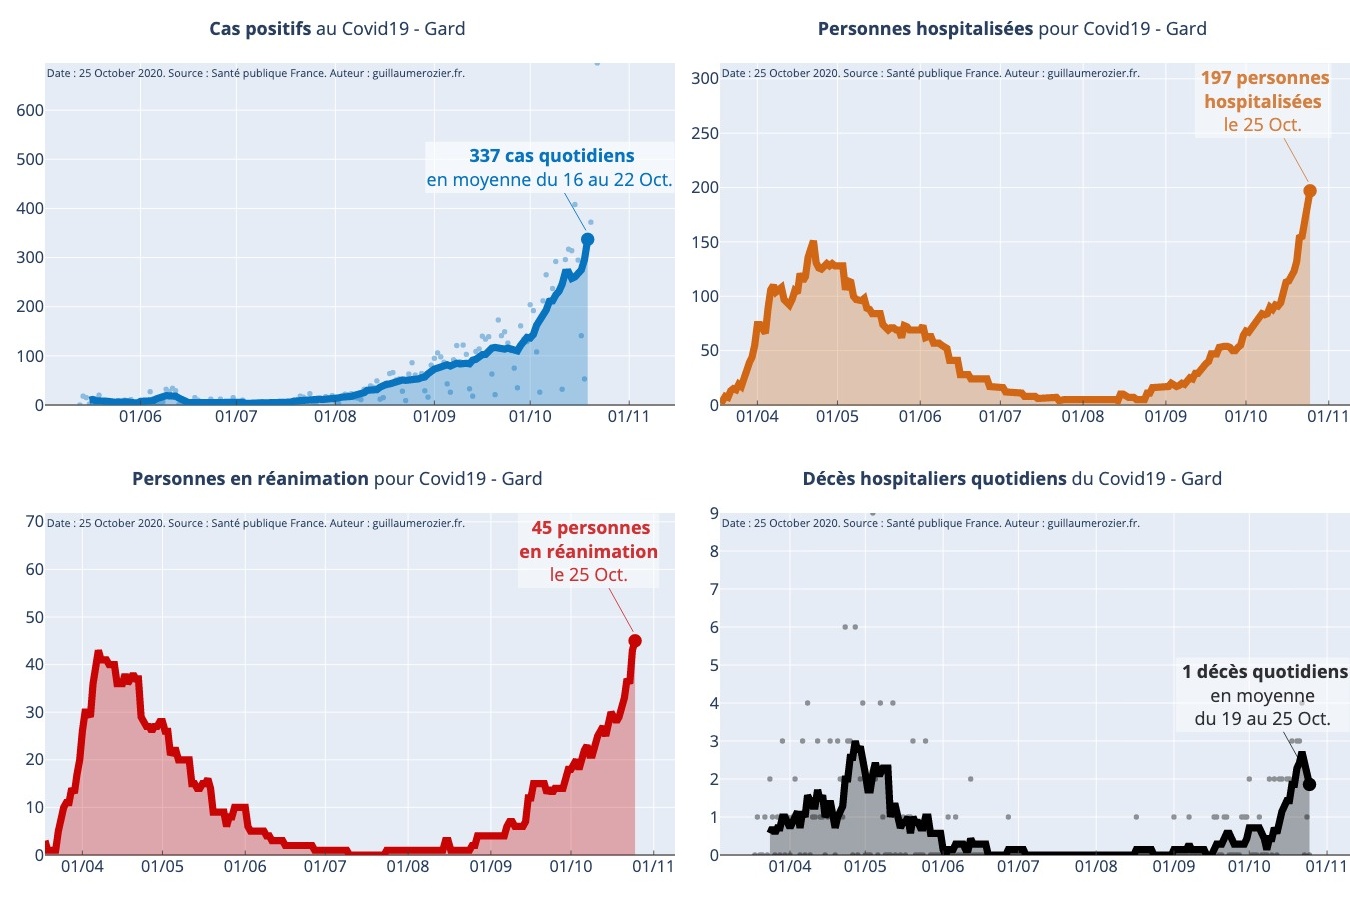 Cas positifs au Covid19 - Gard
Date : 25 October 2020. Source : Santé publique France. Auteur : guillaumerozier.fr.
600
500
400
300
200
100
0
337 cas quotidiens
en moyenne du 16 au 22 Oct.
01/06 01/07 01/08 01/09 01/10 01/11
Personnes hospitalisées pour Covid19 - Gard
Date : 25 October 2020. Source : Santé publique France. Auteur : guillaumerozier.fr.
300
250
200
150
100
50
0
197 personnes
hospitalisées
le 25 Oct.
01/04 01/05 01/06 01/07 01/08 01/09 01/10 01/11
Personnes en réanimation pour Covid19 - Gard
Date : 25 October 2020. Source : Santé publique France. Auteur : guillaumerozier.fr.
70
60
50
40
30
20
10
0
45 personnes
en réanimation
le 25 Oct.
01/04 01/05 01/06 01/07 01/08 01/09 01/10 01/11
Décès hospitaliers quotidiens du Covid19 - Gard
Date : 25 October 2020. Source : Santé publique France. Auteur : guillaumerozier.fr.
9
8
7
6
5
4
3
2
1
0
1 décès quotidiens
en moyenne
du 19 au 25 Oct.
01/04 01/05 01/06 01/07 01/08 01/09 01/10 01/11